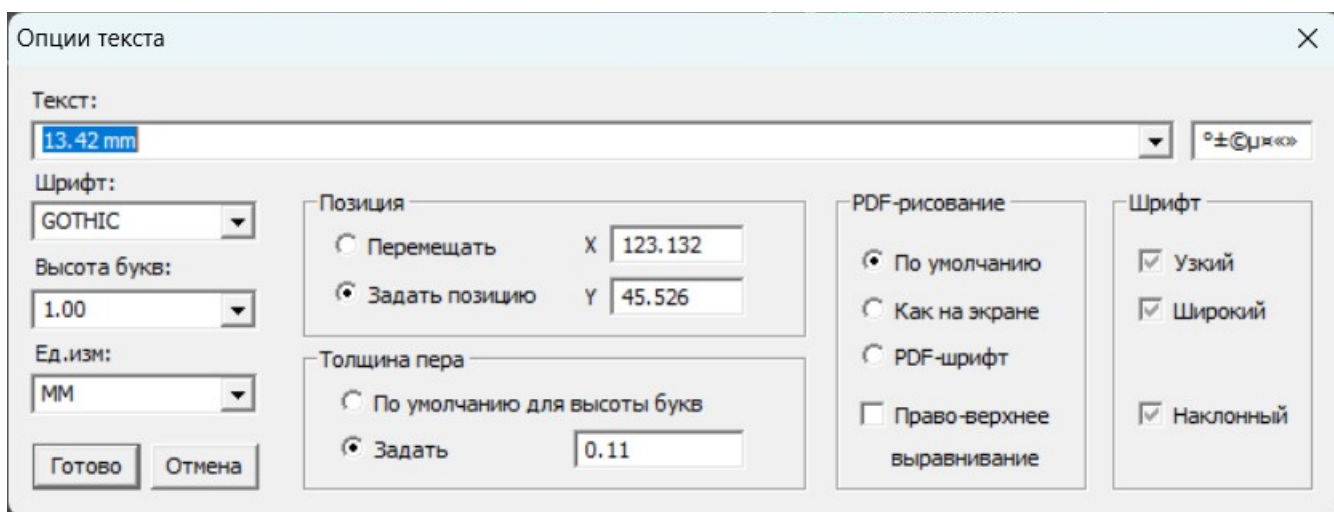 Опции текста
Текст:
13.42 mm
°±©µ¤«»
Шрифт:
GOTHIC
Высота букв:
1.00
Ед.изм:
MM
Готово Отмена
Позиция
Перемещать X 123.132
Задать позицию Y 45.526
Толщина пера
По умолчанию для высоты букв
Задать 0.11
PDF-рисование
По умолчанию
Как на экране
PDF-шрифт
Право-верхнее
выравнивание
Шрифт
Узкий
Широкий
Наклонный